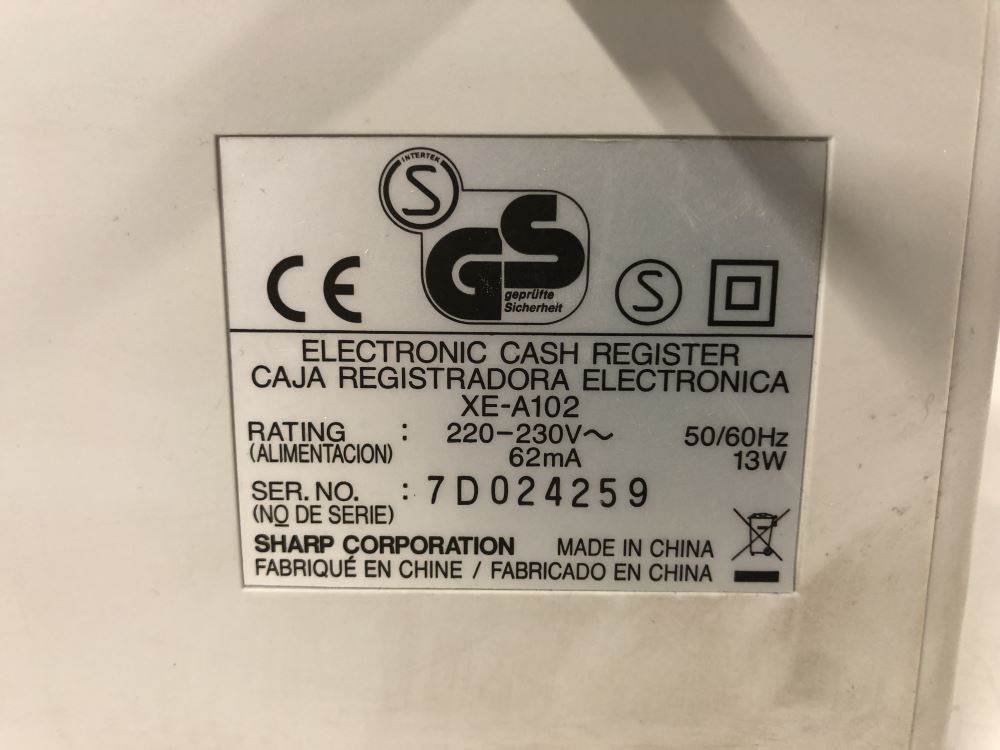 INTERTEK
S
GS
geprüfte
Sicherheit
CE
S
ELECTRONIC CASH REGISTER
CAJA REGISTRADORA ELECTRONICA
XE-A102
RATING : 220-230V~ 50/60Hz
(ALIMENTACION) 62mA 13W
SER. NO. : 7D024259
(NO DE SERIE)
SHARP CORPORATION MADE IN CHINA
FABRIQUÉ EN CHINE / FABRICADO EN CHINA